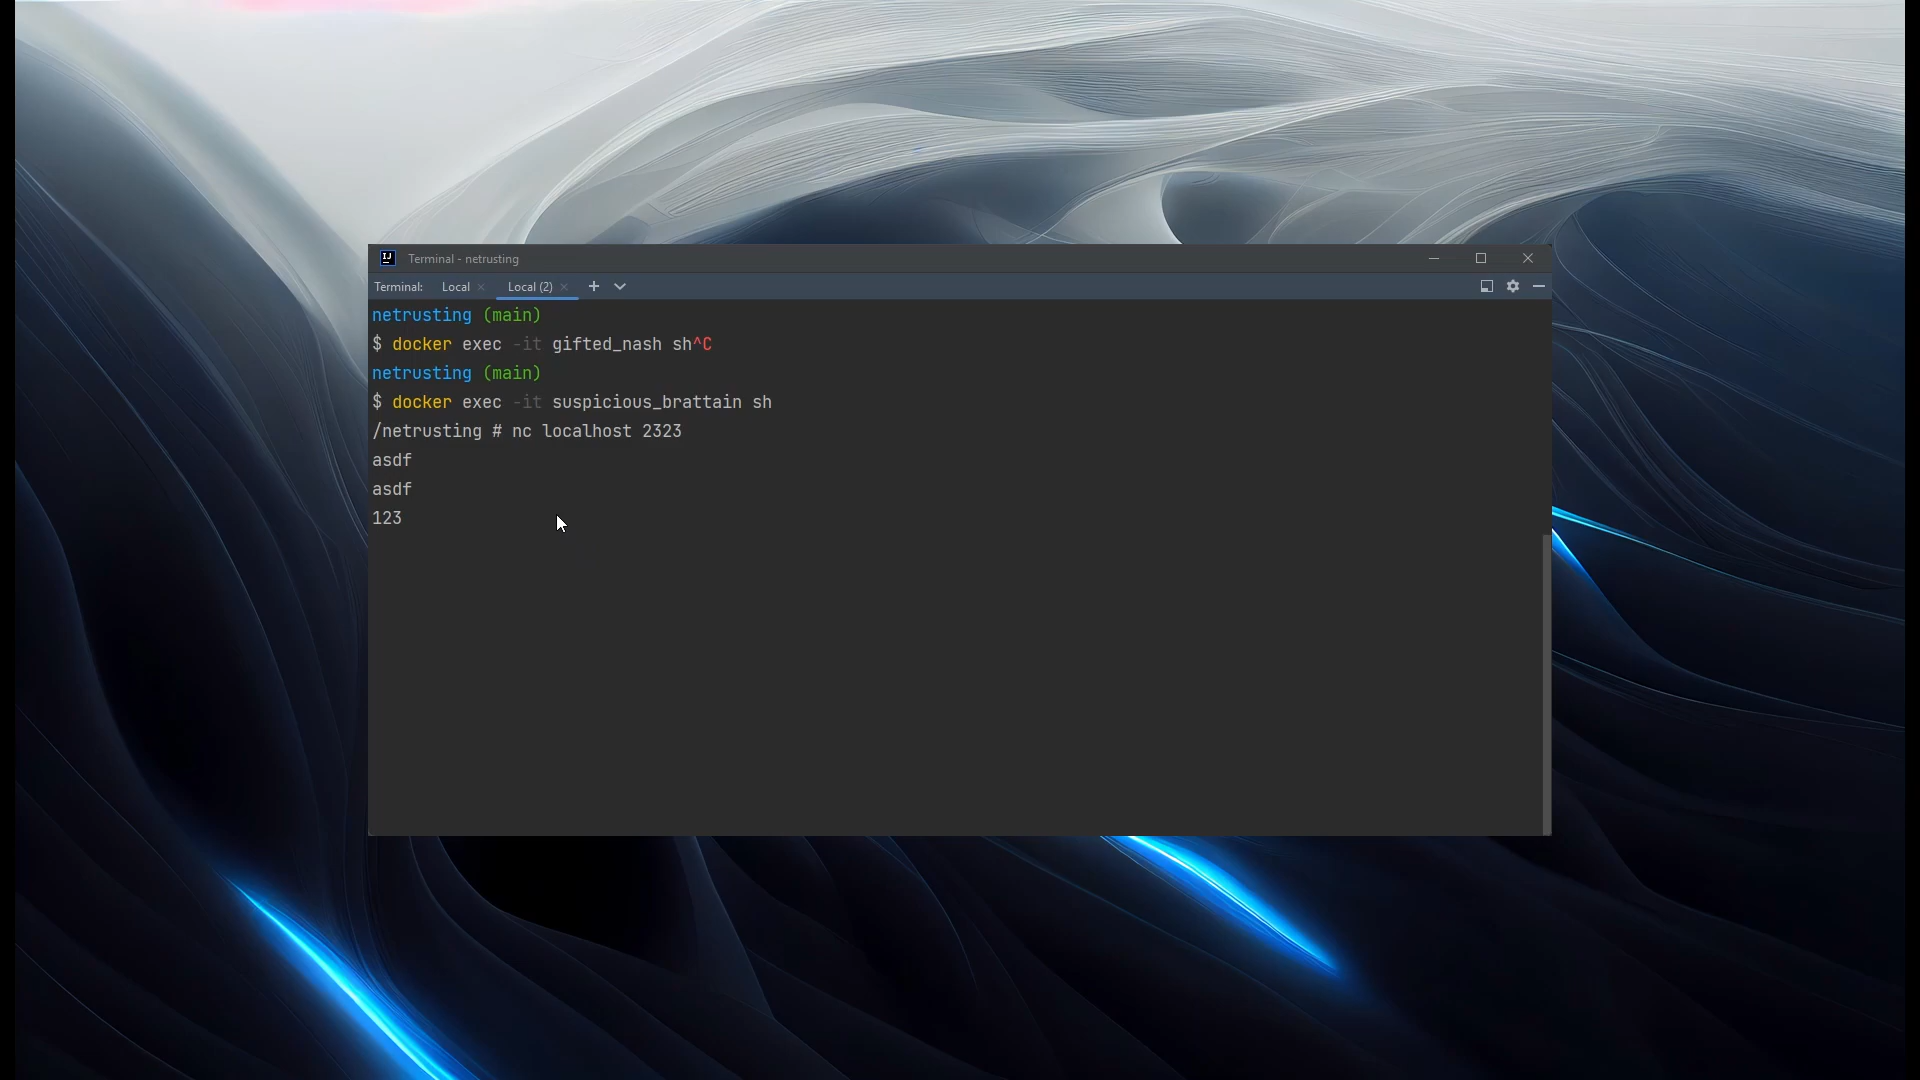 IJ Terminal - netrusting
Terminal: Local Local (2)
netrusting (main)
$ docker exec -it gifted_nash sh^C
netrusting (main)
$ docker exec -it suspicious_brattain sh
/netrusting # nc localhost 2323
asdf
asdf
123